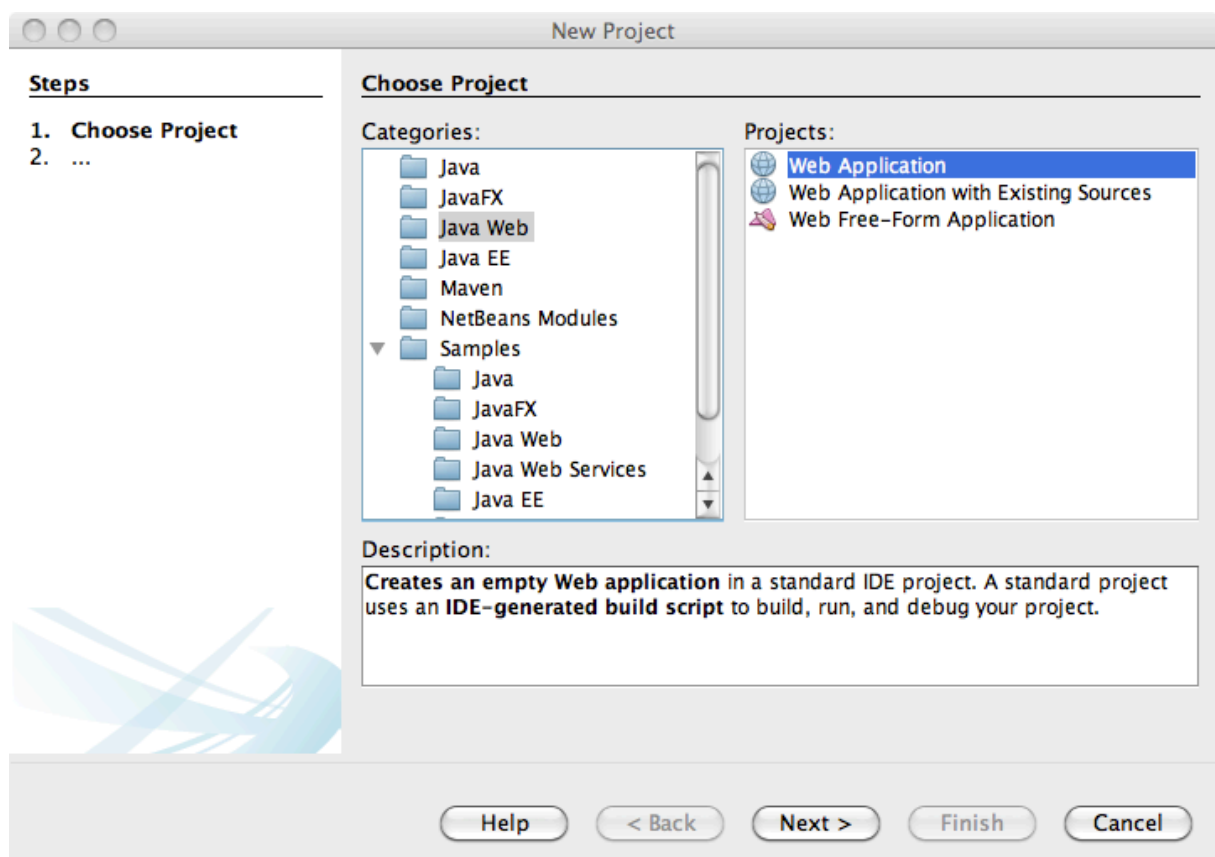 New Project
Steps
1. Choose Project
2. ...
Choose Project
Categories:
Java
JavaFX
Java Web
Java EE
Maven
NetBeans Modules
Samples
Java
JavaFX
Java Web
Java Web Services
Java EE
Projects:
Web Application
Web Application with Existing Sources
Web Free-Form Application
Description:
Creates an empty Web application in a standard IDE project. A standard project
uses an IDE-generated build script to build, run, and debug your project.
Help
< Back
Next >
Finish
Cancel